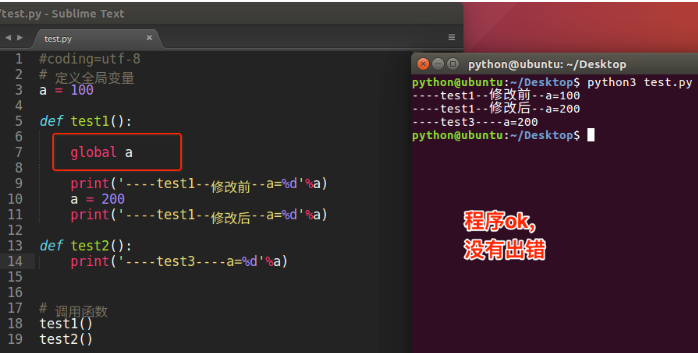 /test.py - Sublime Text
test.py
1 #coding=utf-8
2 # 定义全局变量
3 a = 100
4
5 def test1():
6
7 global a
8
9 print('----test1--修改前--a=%d'%a)
10 a = 200
11 print('----test1--修改后--a=%d'%a)
12
13 def test2():
14 print('----test3----a=%d'%a)
15
16
17 # 调用函数
18 test1()
19 test2()
python@ubuntu: ~/Desktop
python@ubuntu:~/Desktop$ python3 test.py
----test1--修改前--a=100
----test1--修改后--a=200
----test3----a=200
python@ubuntu:~/Desktop$
程序ok,
没有出错